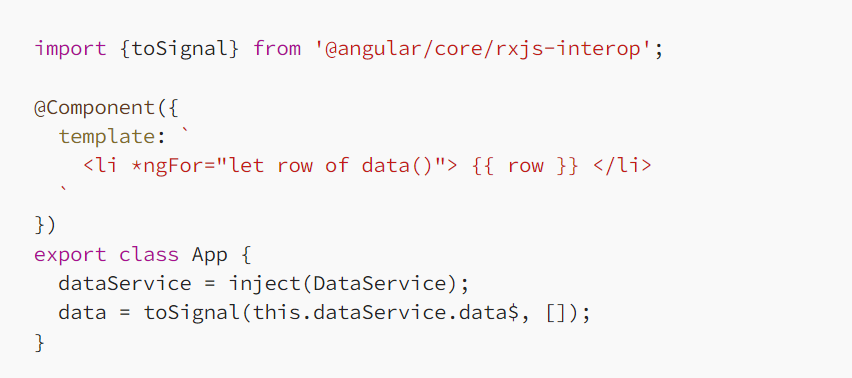 import {toSignal} from '@angular/core/rxjs-interop';
@Component({
template: `
<li *ngFor="let row of data()"> {{ row }} </li>
`
})
export class App {
dataService = inject(DataService);
data = toSignal(this.dataService.data$, []);
}